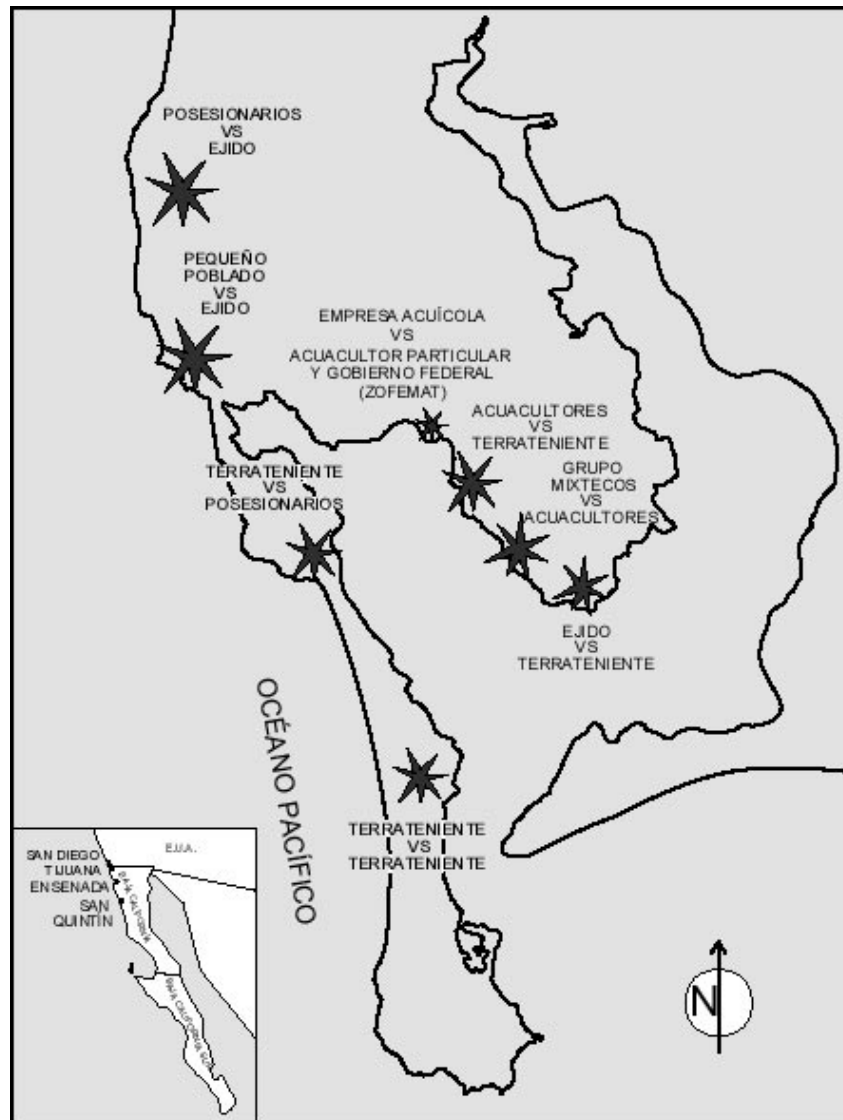 POSESIONARIOS
VS
EJIDO
PEQUEÑO
POBLADO
VS
EJIDO
EMPRESA ACUÍCOLA
VS
ACUACULTOR PARTICULAR
Y GOBIERNO FEDERAL
(ZOFEMAT)
ACUACULTORES
VS
TERRATENIENTE
GRUPO
MIXTECOS
VS
ACUACULTORES
TERRATENIENTE
VS
POSESIONARIOS
EJIDO
VS
TERRATENIENTE
OCÉANO PACÍFICO
TERRATENIENTE
VS
TERRATENIENTE
E.U.A.
SAN DIEGO
TIJUANA
ENSENADA
SAN
QUINTÍN
BAJA CALIFORNIA
BAJA CALIFORNIA SUR
N